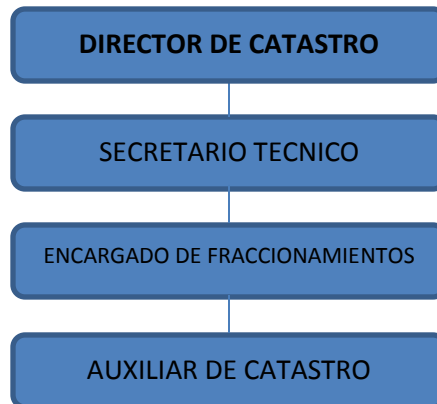 DIRECTOR DE CATASTRO
SECRETARIO TECNICO
ENCARGADO DE FRACCIONAMIENTOS
AUXILIAR DE CATASTRO